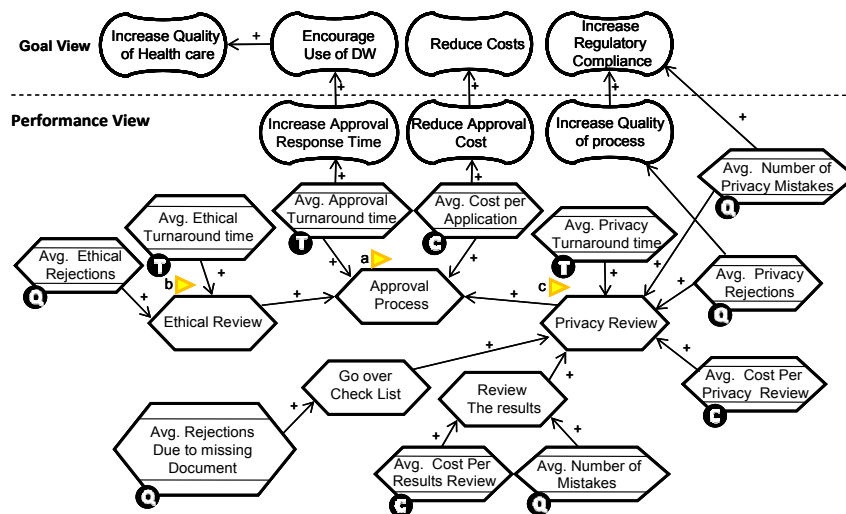 Goal View
Increase Quality
of Health care
+
Encourage
Use of DW
Reduce Costs
Increase
Regulatory
Compliance
+
+
+
+
Performance View
Increase Approval
Response Time
Reduce Approval
Cost
Increase Quality
of process
+
+
Avg. Number of
Privacy Mistakes
Q
Avg. Ethical
Turnaround time
T
Avg. Approval
Turnaround time
T
Avg. Cost per
Application
C
Avg. Privacy
Turnaround time
T
+
Avg. Ethical
Rejections
Q
+
+
b
+
a
+
+
c
+
+
+
Avg. Privacy
Rejections
Q
Ethical Review
+
Approval
Process
+
Privacy Review
+
Go over
Check List
+
Review
The results
+
Avg. Cost Per
Privacy Review
C
Avg. Rejections
Due to missing
Document
Q
+
+
+
Avg. Cost Per
Results Review
C
Avg. Number of
Mistakes
Q